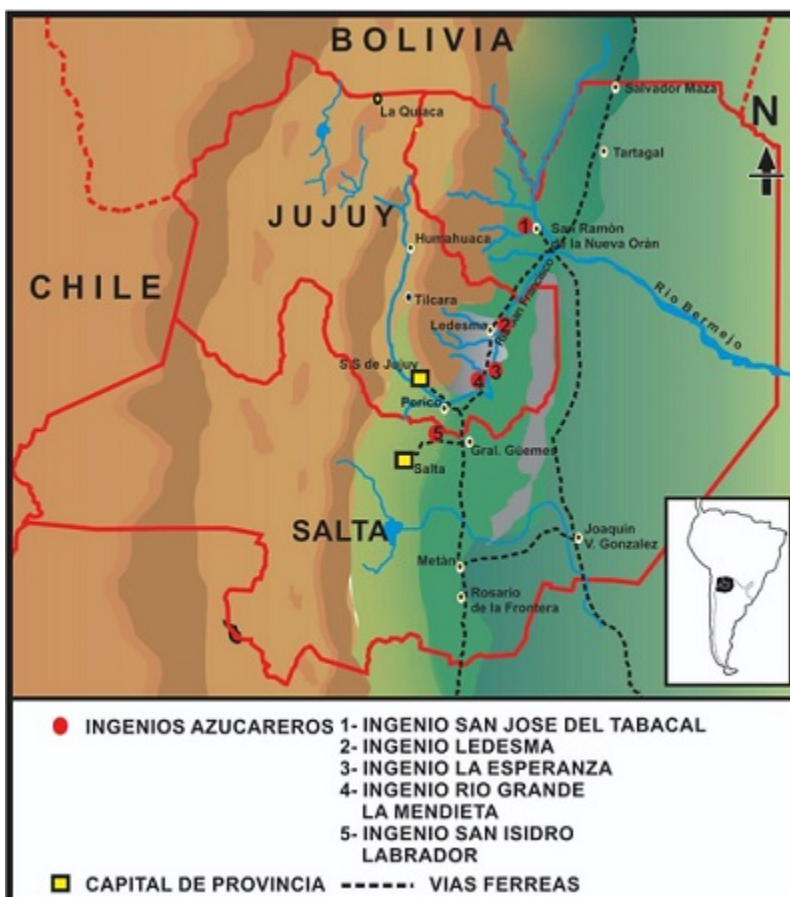 BOLIVIA
Salvador Maza
La Quiaca
N
Tartagal
JUJUY
1
San Ramòn
de la Nueva Orán
Humahuaca
CHILE
Tilcara
Rio San Francisco
Rio Bermejo
Ledesma
2
S.S de Jujuy
3
4
Perico
5
Gral. Güemes
Salta
SALTA
Joaquin
V. Gonzalez
Metàn
Rosario
de la Frontera
INGENIOS AZUCAREROS
1- INGENIO SAN JOSE DEL TABACAL
2- INGENIO LEDESMA
3- INGENIO LA ESPERANZA
4- INGENIO RIO GRANDE
LA MENDIETA
5- INGENIO SAN ISIDRO
LABRADOR
CAPITAL DE PROVINCIA
VIAS FERREAS